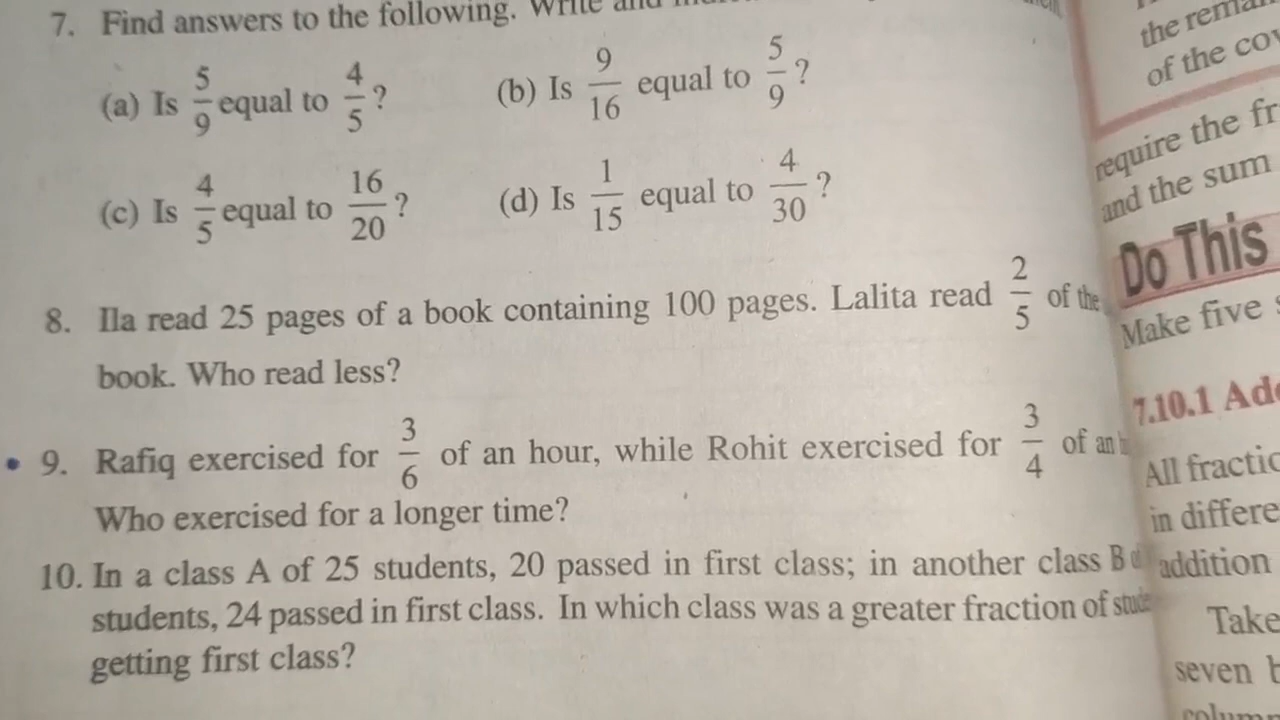 7. Find answers to the following. Write and
(a) Is 5/9 equal to 4/5 ?
(b) Is 9/16 equal to 5/9 ?
(c) Is 4/5 equal to 16/20 ?
(d) Is 1/15 equal to 4/30 ?
8. Ila read 25 pages of a book containing 100 pages. Lalita read 2/5 of the
book. Who read less?
9. Rafiq exercised for 3/6 of an hour, while Rohit exercised for 3/4 of an
Who exercised for a longer time?
10. In a class A of 25 students, 20 passed in first class; in another class B
students, 24 passed in first class. In which class was a greater fraction of
getting first class?
the
of the
require the
and the sum
Do This
Make five
7.10.1
All
in
addition
Take
seven